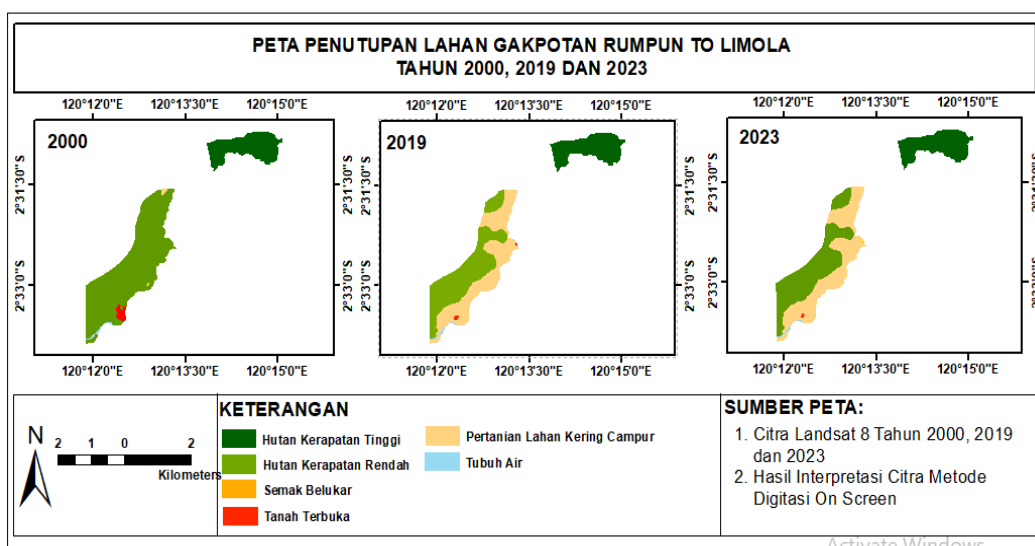 PETA PENUTUPAN LAHAN GAKPOTAN RUMPUN TO LIMOLA
TAHUN 2000, 2019 DAN 2023
120°12'0"E 120°13'30"E 120°15'0"E
120°12'0"E 120°13'30"E 120°15'0"E
120°12'0"E 120°13'30"E 120°15'0"E
2000
2019
2023
2°31'30" S
2°33'0" S
2°31'30" S
2°33'0" S
2°31'30" S
2°33'0" S
2°31'30" S
2°33'0" S
120°12'0"E 120°13'30"E 120°15'0"E
120°12'0"E 120°13'30"E 120°15'0"E
120°12'0"E 120°13'30"E 120°15'0"E
N
2 1 0 2
Kilometers
KETERANGAN
Hutan Kerapatan Tinggi
Hutan Kerapatan Rendah
Semak Belukar
Tanah Terbuka
Pertanian Lahan Kering Campur
Tubuh Air
SUMBER PETA:
1. Citra Landsat 8 Tahun 2000, 2019
dan 2023
2. Hasil Interpretasi Citra Metode
Digitasi On Screen
Activate Windows